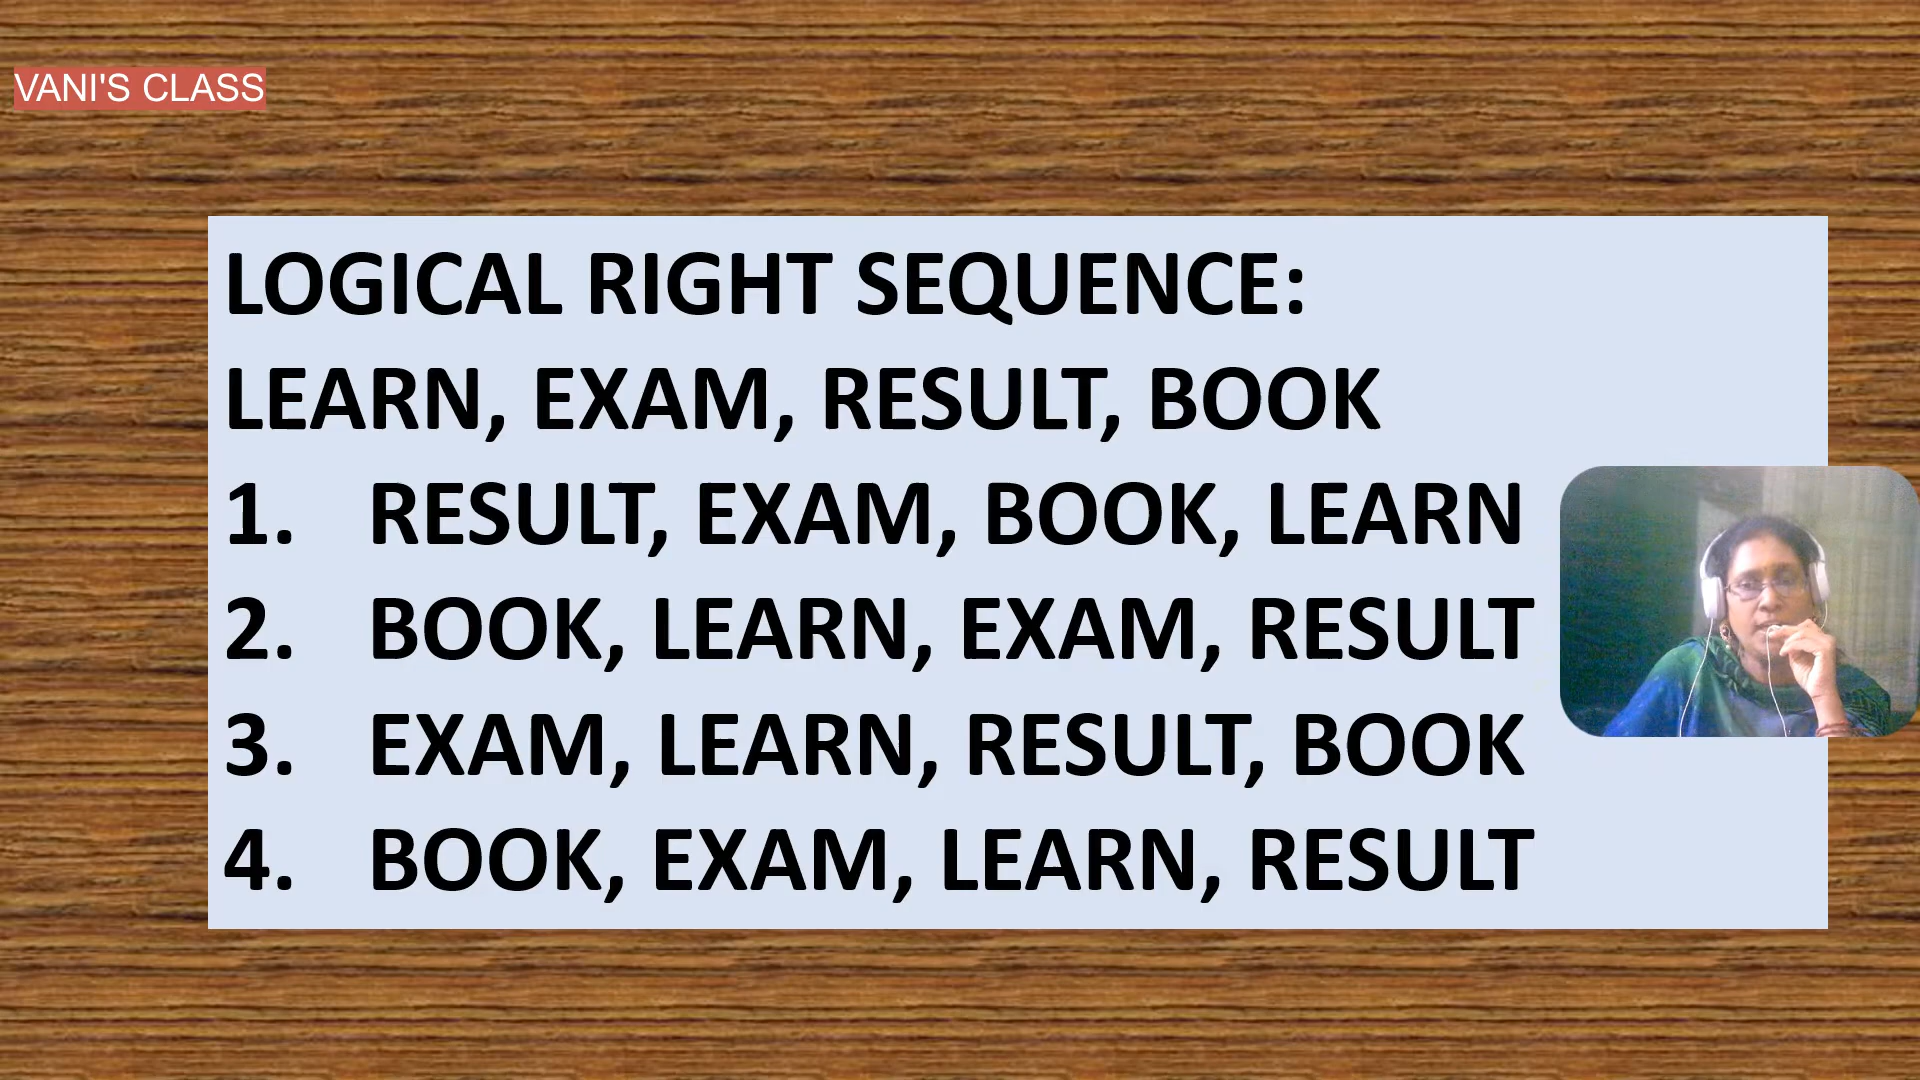 VANI'S CLASS
LOGICAL RIGHT SEQUENCE:
LEARN, EXAM, RESULT, BOOK
1. RESULT, EXAM, BOOK, LEARN
2. BOOK, LEARN, EXAM, RESULT
3. EXAM, LEARN, RESULT, BOOK
4. BOOK, EXAM, LEARN, RESULT